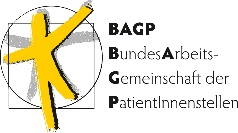 BAGP
BundesArbeits-
Gemeinschaft der
PatientInnenstellen